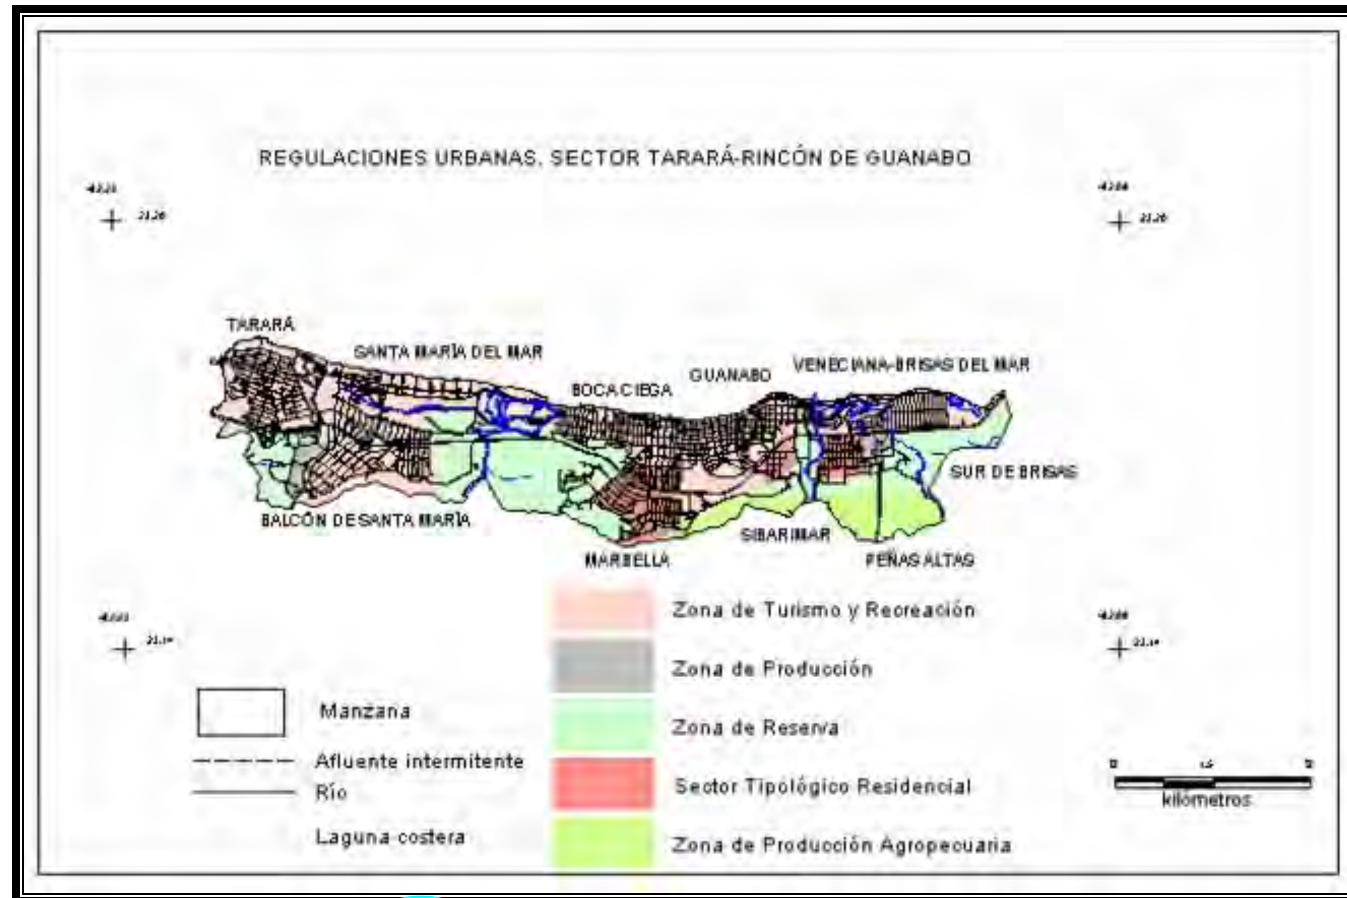 REGULACIONES URBANAS. SECTOR TARARÁ-RINCÓN DE GUANABO
TARARÁ
SANTA MARÍA DEL MAR
BOCA CIEGA
GUANABO
VENECIANA-BRISAS DEL MAR
SUR DE BRISAS
BALCÓN DE SANTA MARÍA
SIBARIMAR
MARBELLA
PEÑAS ALTAS
Zona de Turismo y Recreación
Zona de Producción
Manzana
Zona de Reserva
Afluente intermitente
Río
Sector Tipológico Residencial
kilómetros
Laguna costera
Zona de Producción Agropecuaria